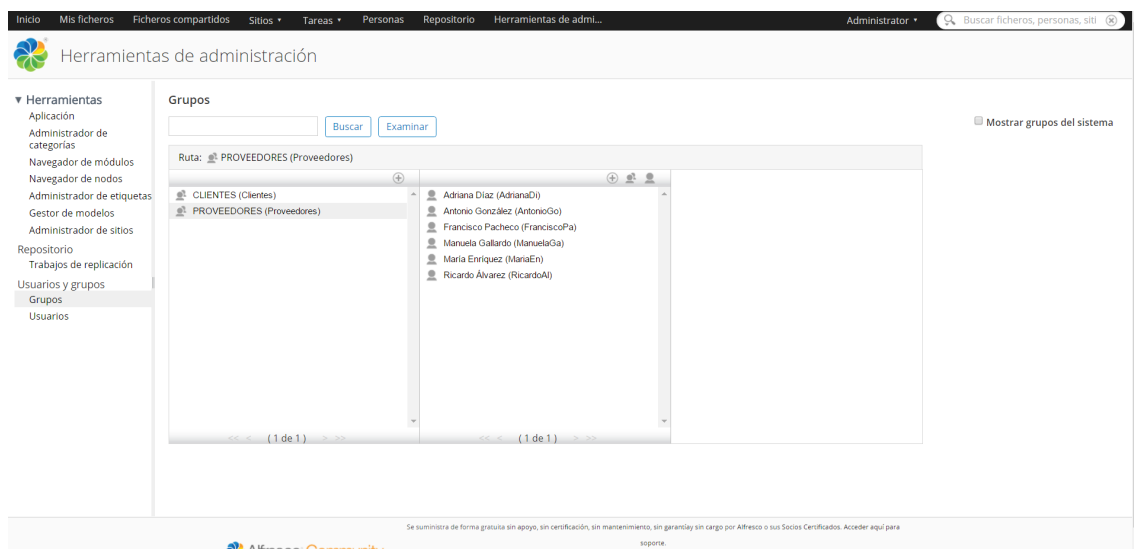 Inicio Mis ficheros Ficheros compartidos Sitios Tareas Personas Repositorio Herramientas de admi... Administrator Buscar ficheros, personas, siti
Herramientas de administración
Herramientas
Aplicación
Administrador de
categorías
Navegador de módulos
Navegador de nodos
Administrador de etiquetas
Gestor de modelos
Administrador de sitios
Repositorio
Trabajos de replicación
Usuarios y grupos
Grupos
Usuarios
Grupos
Buscar Examinar
Mostrar grupos del sistema
Ruta: PROVEEDORES (Proveedores)
CLIENTES (Clientes)
PROVEEDORES (Proveedores)
<< < (1 de 1) > >>
Adriana Díaz (AdrianaDi)
Antonio González (AntonioGo)
Francisco Pacheco (FranciscoPa)
Manuela Gallardo (ManuelaGa)
María Enríquez (MariaEn)
Ricardo Álvarez (RicardoAl)
<< < (1 de 1) > >>
Se suministra de forma gratuita sin apoyo, sin certificación, sin mantenimiento, sin garantíay sin cargo por Alfresco o sus Socios Certificados. Acceder aquí para
soporte.
Alfresco Community